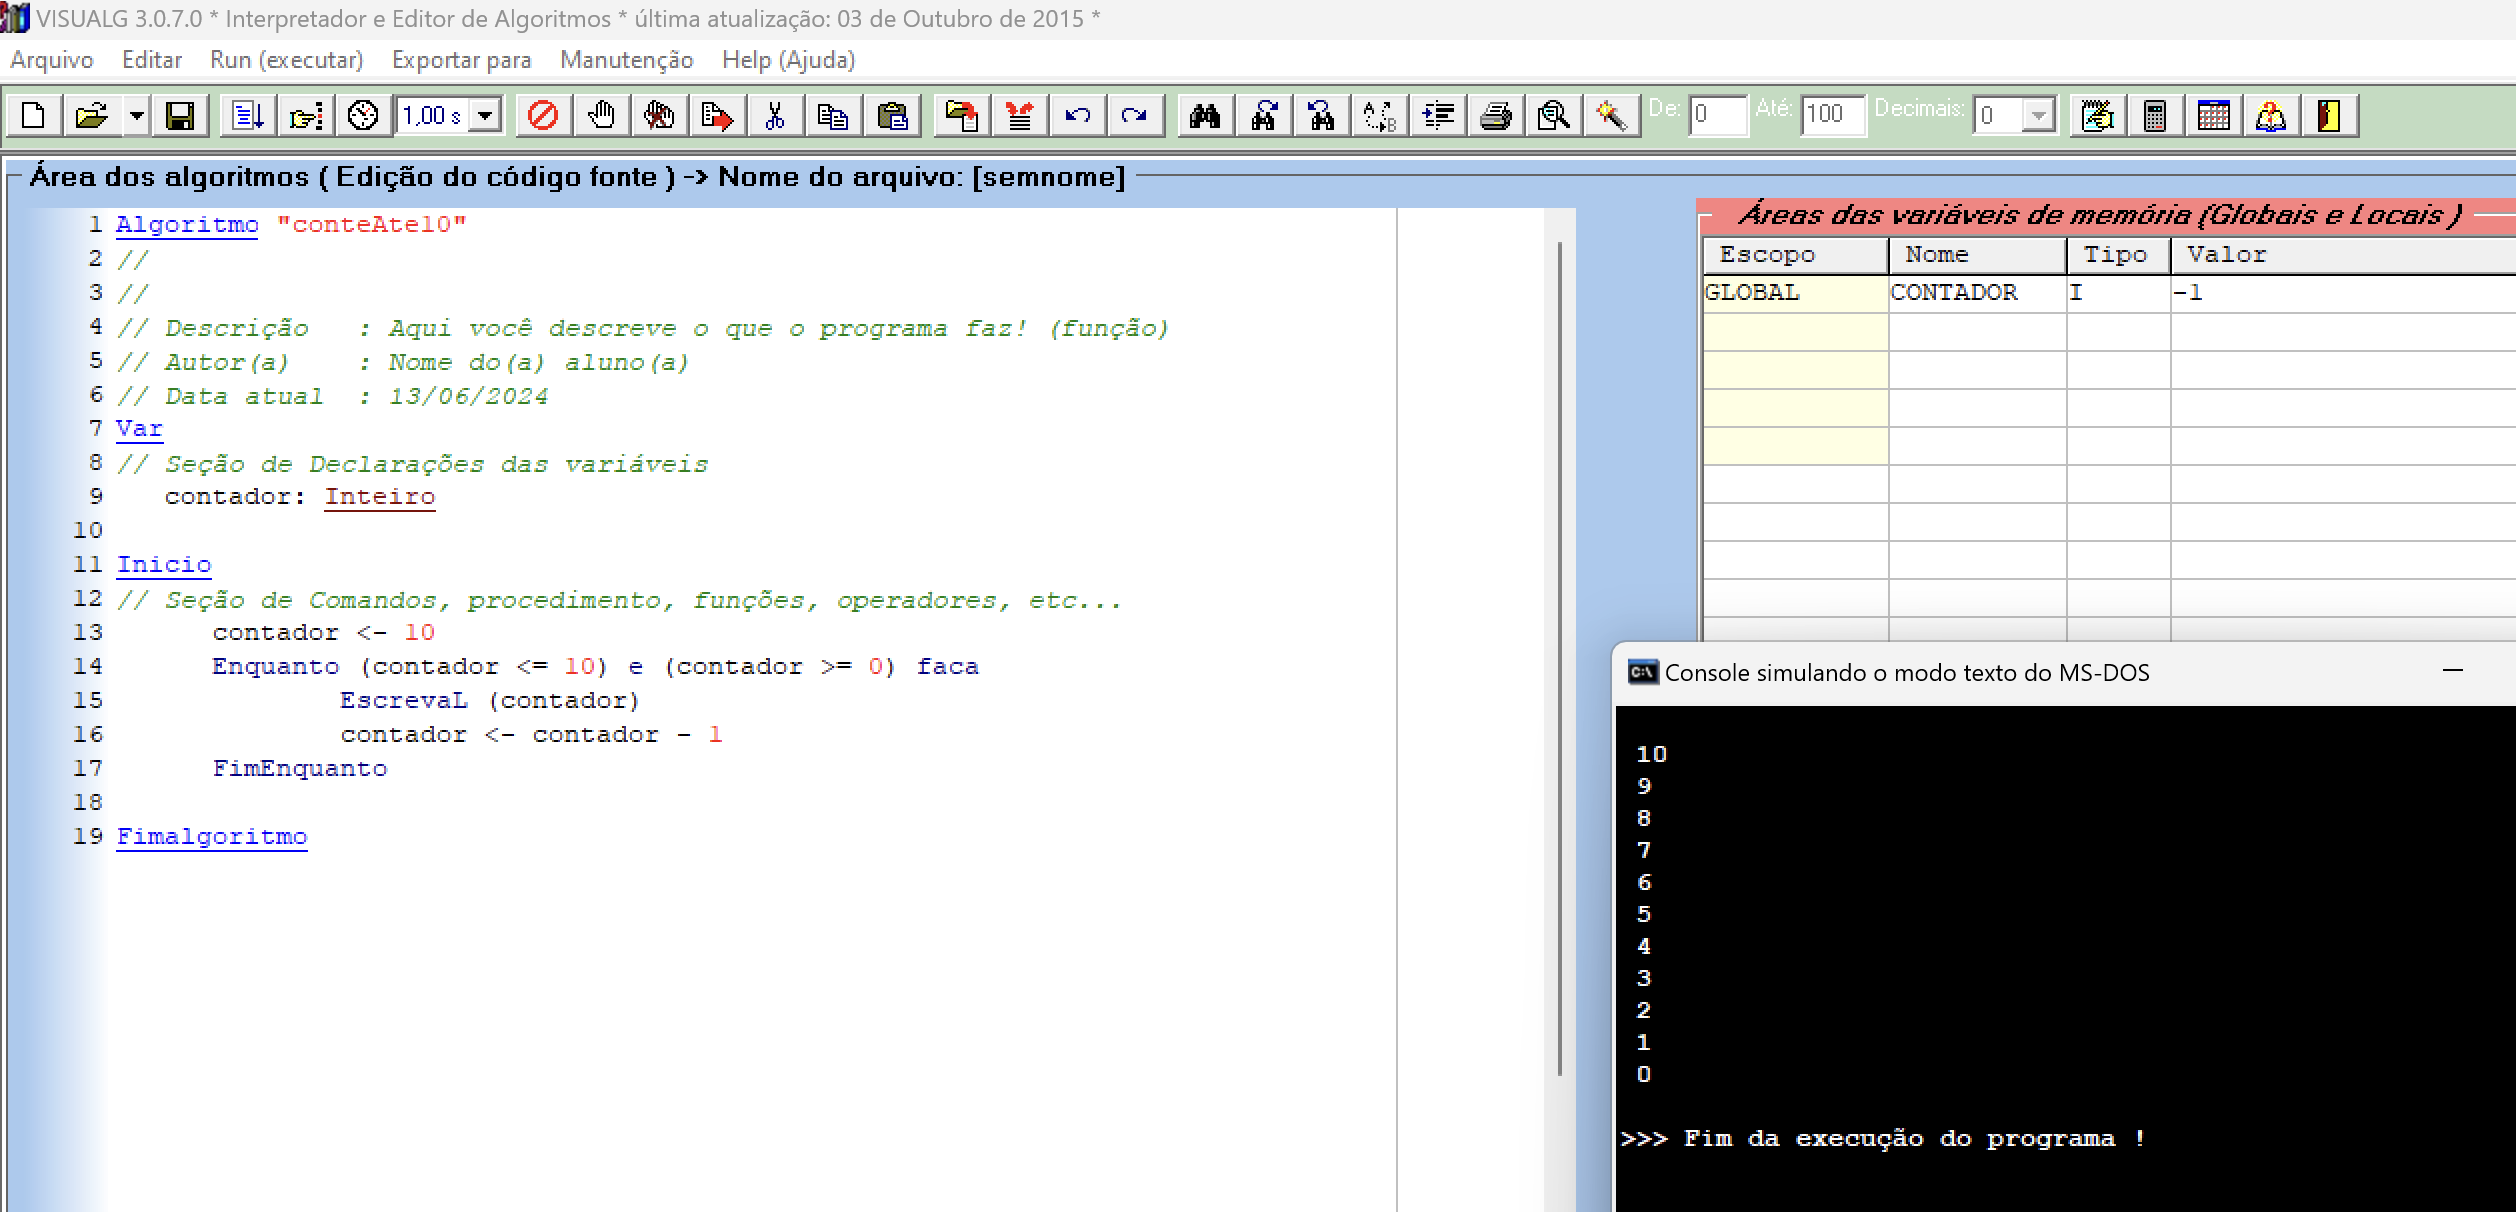 VISUALG 3.0.7.0 * Interpretador e Editor de Algoritmos * última atualização: 03 de Outubro de 2015 *
Arquivo Editar Run (executar) Exportar para Manutenção Help (Ajuda)
1,00 s De: 0 Até: 100 Decimais: 0
Área dos algoritmos ( Edição do código fonte ) -> Nome do arquivo: [semnome]
1 Algoritmo "conteAte10"
2 //
3 //
4 // Descrição   : Aqui você descreve o que o programa faz! (função)
5 // Autor(a)    : Nome do(a) aluno(a)
6 // Data atual  : 13/06/2024
7 Var
8 // Seção de Declarações das variáveis
9    contador: Inteiro
10
11 Inicio
12 // Seção de Comandos, procedimento, funções, operadores, etc...
13       contador <- 10
14       Enquanto (contador <= 10) e (contador >= 0) faca
15               EscrevaL (contador)
16               contador <- contador - 1
17       FimEnquanto
18
19 Fimalgoritmo
Áreas das variáveis de memória (Globais e Locais )
Escopo Nome Tipo Valor
GLOBAL CONTADOR I -1
C:\ Console simulando o modo texto do MS-DOS
10
9
8
7
6
5
4
3
2
1
0
>>> Fim da execução do programa !